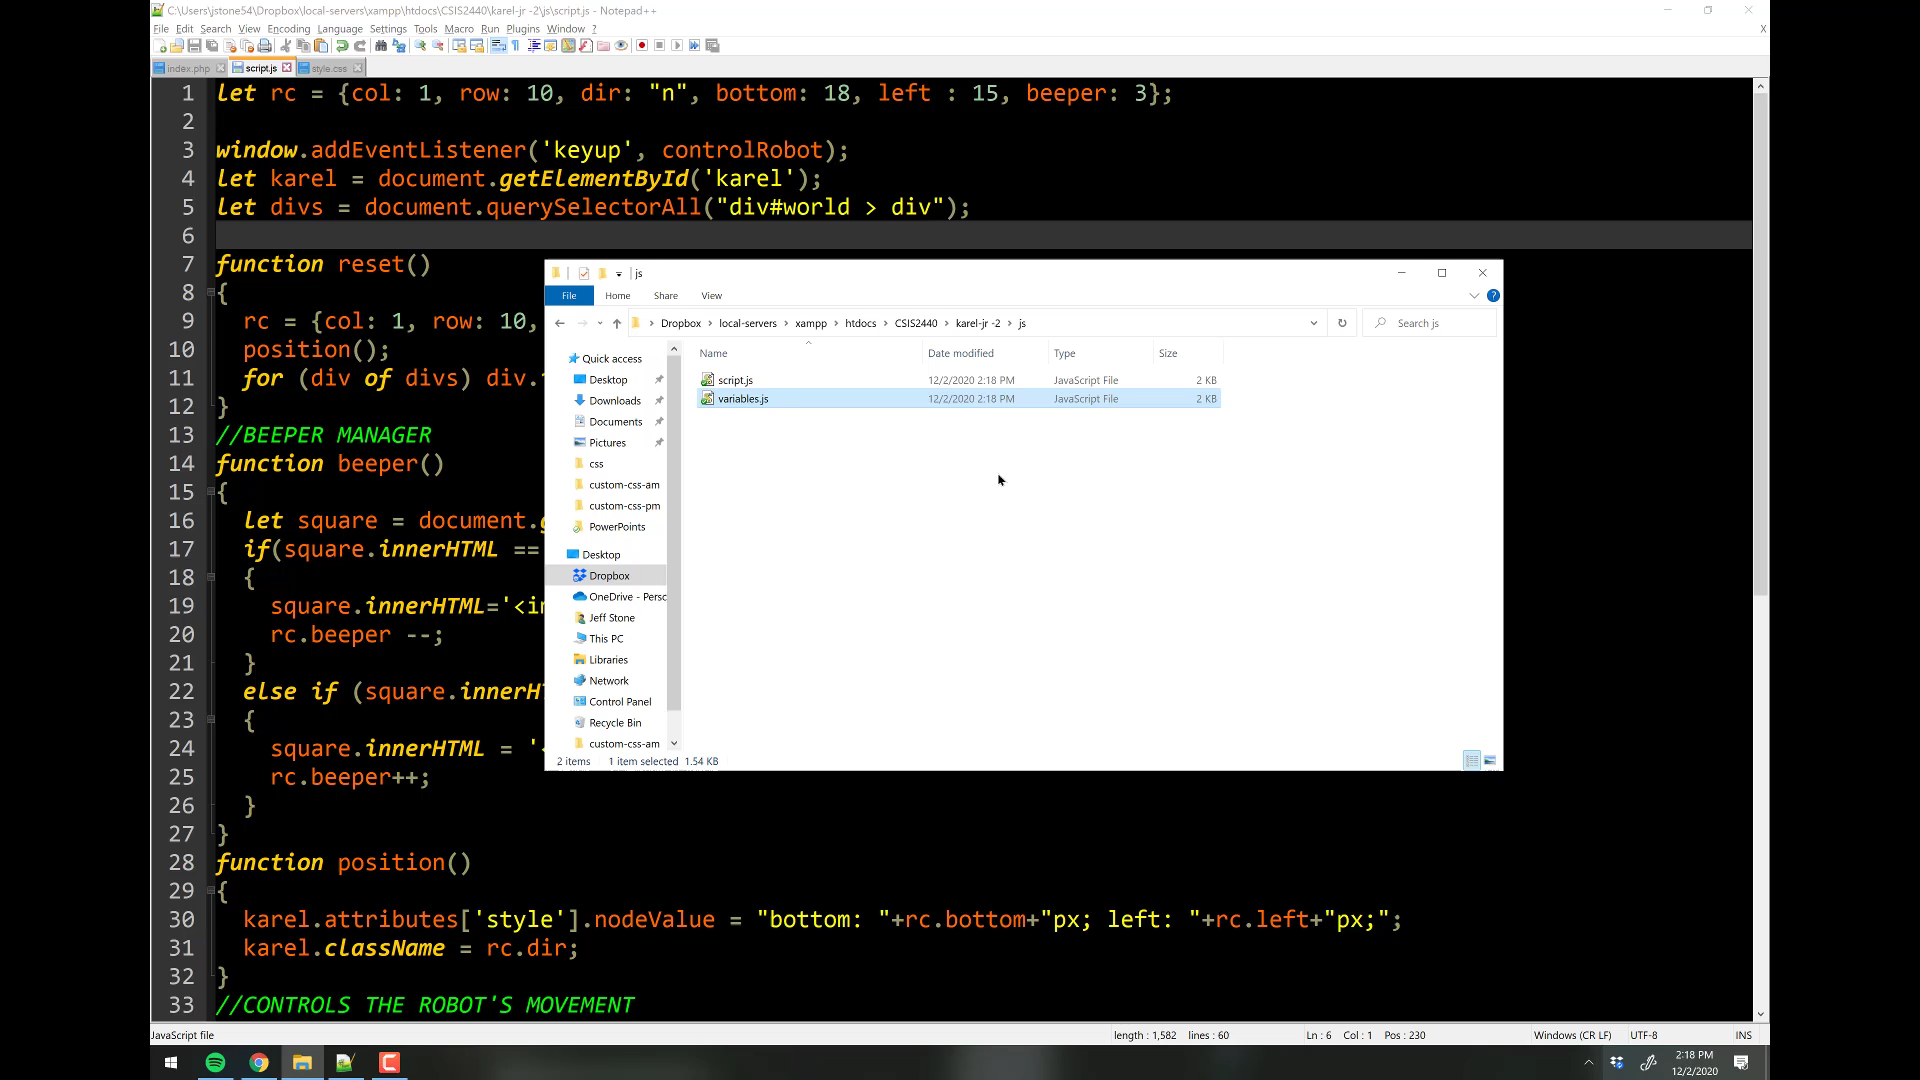 C:\Users\jstone54\Dropbox\local-servers\xampp\htdocs\CSIS2440\karel-jr -2\js\script.js - Notepad++
File Edit Search View Encoding Language Settings Tools Macro Run Plugins Window ? X
index.php script.js style.css
1 let rc = {col: 1, row: 10, dir: "n", bottom: 18, left : 15, beeper: 3};
2
3 window.addEventListener('keyup', controlRobot);
4 let karel = document.getElementById('karel');
5 let divs = document.querySelectorAll("div#world > div");
6
7 function reset()
8 {
9 rc = {col: 1, row: 10,
10 position();
11 for (div of divs) div.
12 }
13 //BEEPER MANAGER
14 function beeper()
15 {
16 let square = document.
17 if(square.innerHTML ==
18 {
19 square.innerHTML='<i
20 rc.beeper --;
21 }
22 else if (square.innerH
23 {
24 square.innerHTML = '
25 rc.beeper++;
26 }
27 }
28 function position()
29 {
30 karel.attributes['style'].nodeValue = "bottom: "+rc.bottom+"px; left: "+rc.left+"px;";
31 karel.className = rc.dir;
32 }
33 //CONTROLS THE ROBOT'S MOVEMENT
js
File Home Share View
Dropbox › local-servers › xampp › htdocs › CSIS2440 › karel-jr -2 › js
Search js
Name Date modified Type Size
script.js 12/2/2020 2:18 PM JavaScript File 2 KB
variables.js 12/2/2020 2:18 PM JavaScript File 2 KB
Quick access
Desktop
Downloads
Documents
Pictures
css
custom-css-am
custom-css-pm
PowerPoints
Desktop
Dropbox
OneDrive - Persc
Jeff Stone
This PC
Libraries
Network
Control Panel
Recycle Bin
custom-css-am
2 items 1 item selected 1.54 KB
JavaScript file length : 1,582 lines : 60 Ln : 6 Col : 1 Pos : 230 Windows (CR LF) UTF-8 INS
2:18 PM
12/2/2020